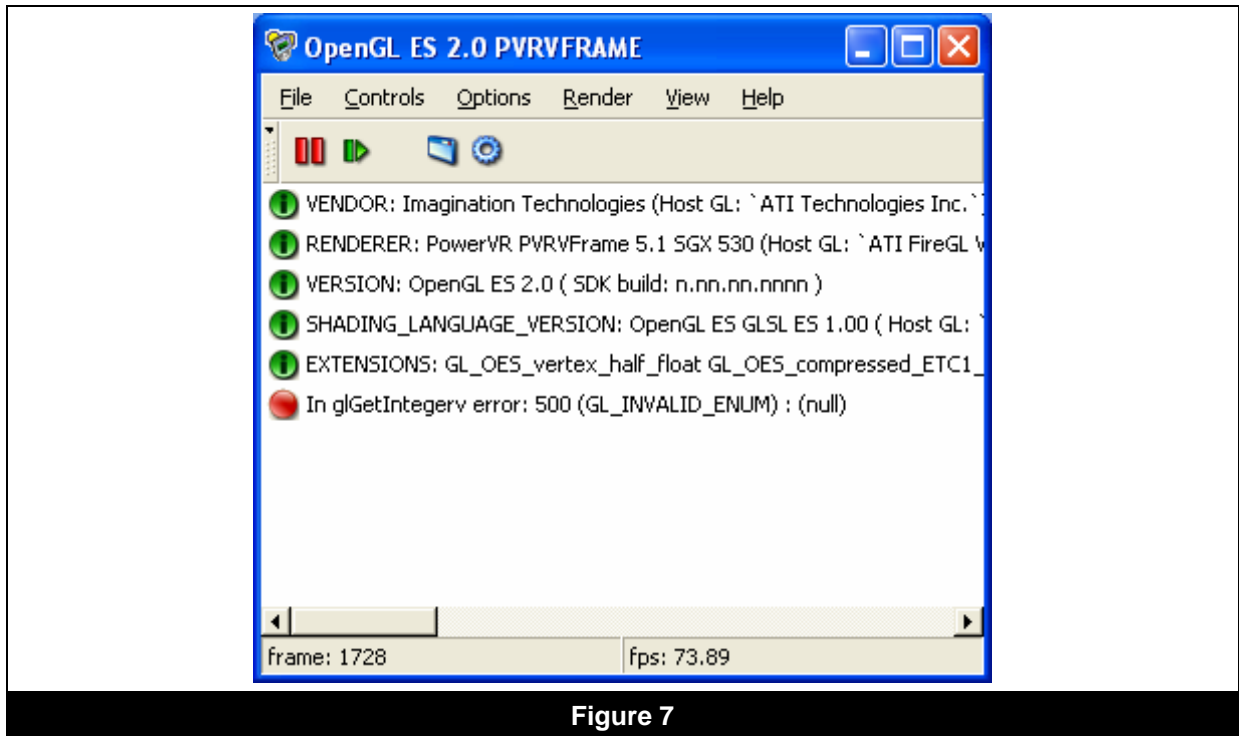 OpenGL ES 2.0 PVRVFRAME
File Controls Options Render View Help
VENDOR: Imagination Technologies (Host GL: `ATI Technologies Inc.`)
RENDERER: PowerVR PVRVFrame 5.1 SGX 530 (Host GL: `ATI FireGL V
VERSION: OpenGL ES 2.0 ( SDK build: n.nn.nn.nnnn )
SHADING_LANGUAGE_VERSION: OpenGL ES GLSL ES 1.00 ( Host GL: `
EXTENSIONS: GL_OES_vertex_half_float GL_OES_compressed_ETC1_
In glGetIntegerv error: 500 (GL_INVALID_ENUM) : (null)
frame: 1728 fps: 73.89
Figure 7